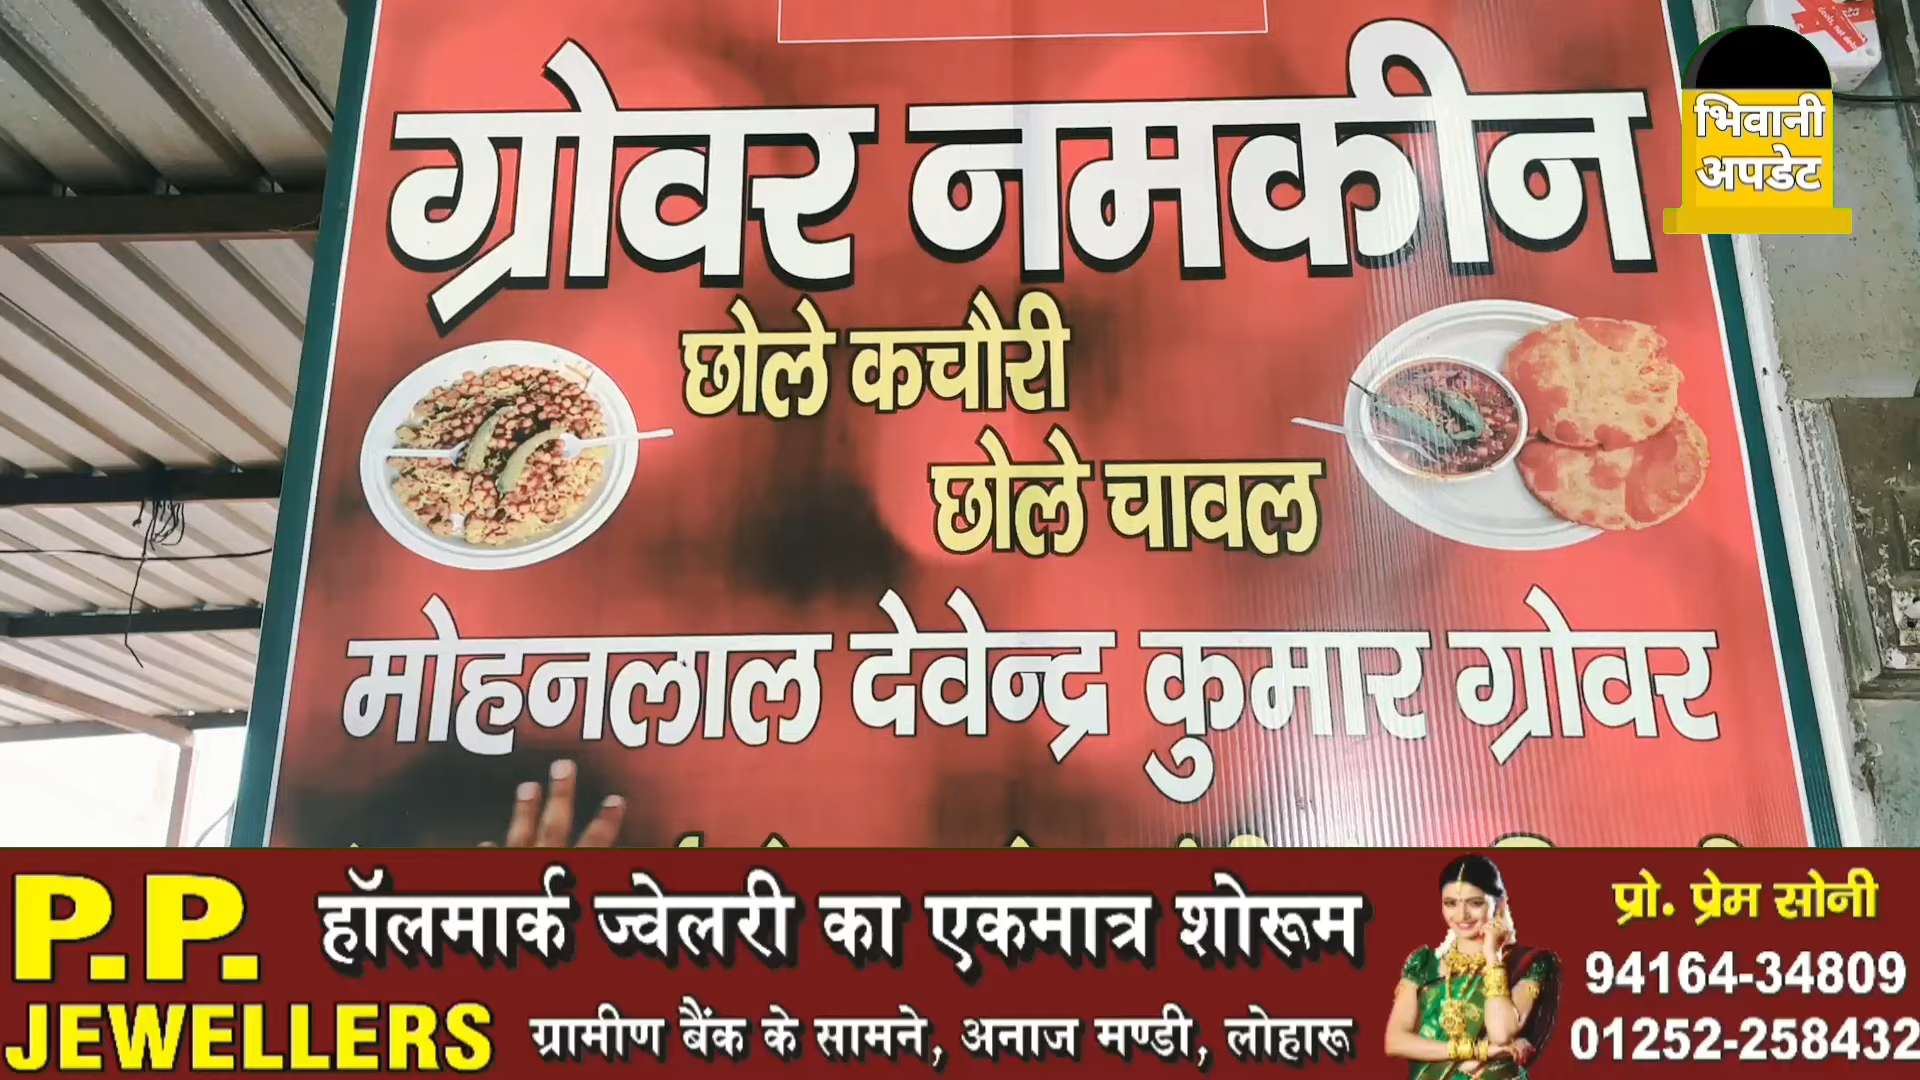 ग्रोवर नमकीन
भिवानी
अपडेट
छोले कचौरी
छोले चावल
मोहनलाल देवेन्द्र कुमार ग्रोवर
P.P.
JEWELLERS
हॉलमार्क ज्वेलरी का एकमात्र शोरूम
ग्रामीण बैंक के सामने, अनाज मण्डी, लोहारू
प्रो. प्रेम सोनी
94164-34809
01252-258432